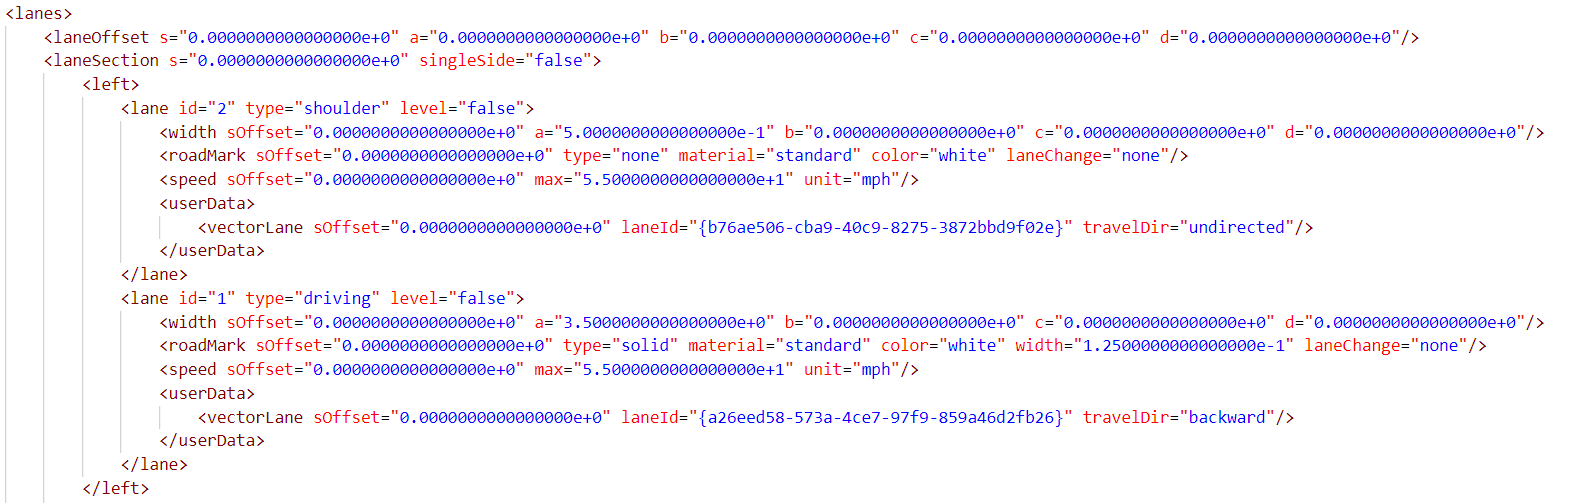 <lanes>
<laneOffset s="0.0000000000000000e+0" a="0.0000000000000000e+0" b="0.0000000000000000e+0" c="0.0000000000000000e+0" d="0.0000000000000000e+0"/>
<laneSection s="0.0000000000000000e+0" singleSide="false">
<left>
<lane id="2" type="shoulder" level="false">
<width sOffset="0.0000000000000000e+0" a="5.0000000000000000e-1" b="0.0000000000000000e+0" c="0.0000000000000000e+0" d="0.0000000000000000e+0"/>
<roadMark sOffset="0.0000000000000000e+0" type="none" material="standard" color="white" laneChange="none"/>
<speed sOffset="0.0000000000000000e+0" max="5.5000000000000000e+1" unit="mph"/>
<userData>
<vectorLane sOffset="0.0000000000000000e+0" laneId="{b76ae506-cba9-40c9-8275-3872bbd9f02e}" travelDir="undirected"/>
</userData>
</lane>
<lane id="1" type="driving" level="false">
<width sOffset="0.0000000000000000e+0" a="3.5000000000000000e+0" b="0.0000000000000000e+0" c="0.0000000000000000e+0" d="0.0000000000000000e+0"/>
<roadMark sOffset="0.0000000000000000e+0" type="solid" material="standard" color="white" width="1.2500000000000000e-1" laneChange="none"/>
<speed sOffset="0.0000000000000000e+0" max="5.5000000000000000e+1" unit="mph"/>
<userData>
<vectorLane sOffset="0.0000000000000000e+0" laneId="{a26eed58-573a-4ce7-97f9-859a46d2fb26}" travelDir="backward"/>
</userData>
</lane>
</left>